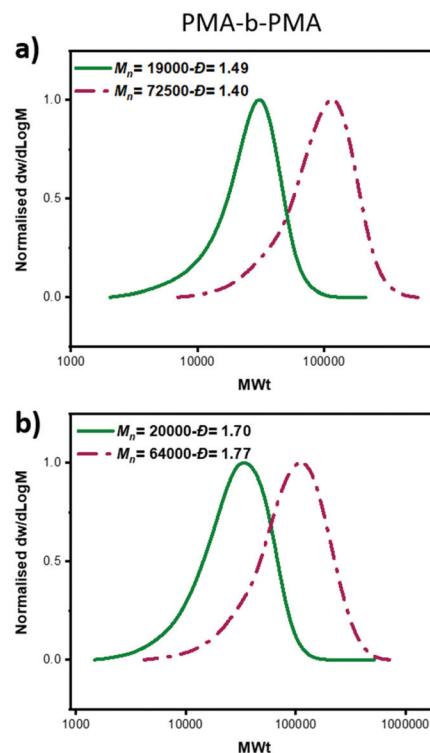 PMA-b-PMA
a)
Mn= 19000-Đ= 1.49
Mn= 72500-Đ= 1.40
Normalised dw/dLogM
1.0
0.5
0.0
1000
10000
100000
MWt
b)
Mn= 20000-Đ= 1.70
Mn= 64000-Đ= 1.77
Normalised dw/dLogM
1.0
0.5
0.0
1000
10000
100000
1000000
MWt